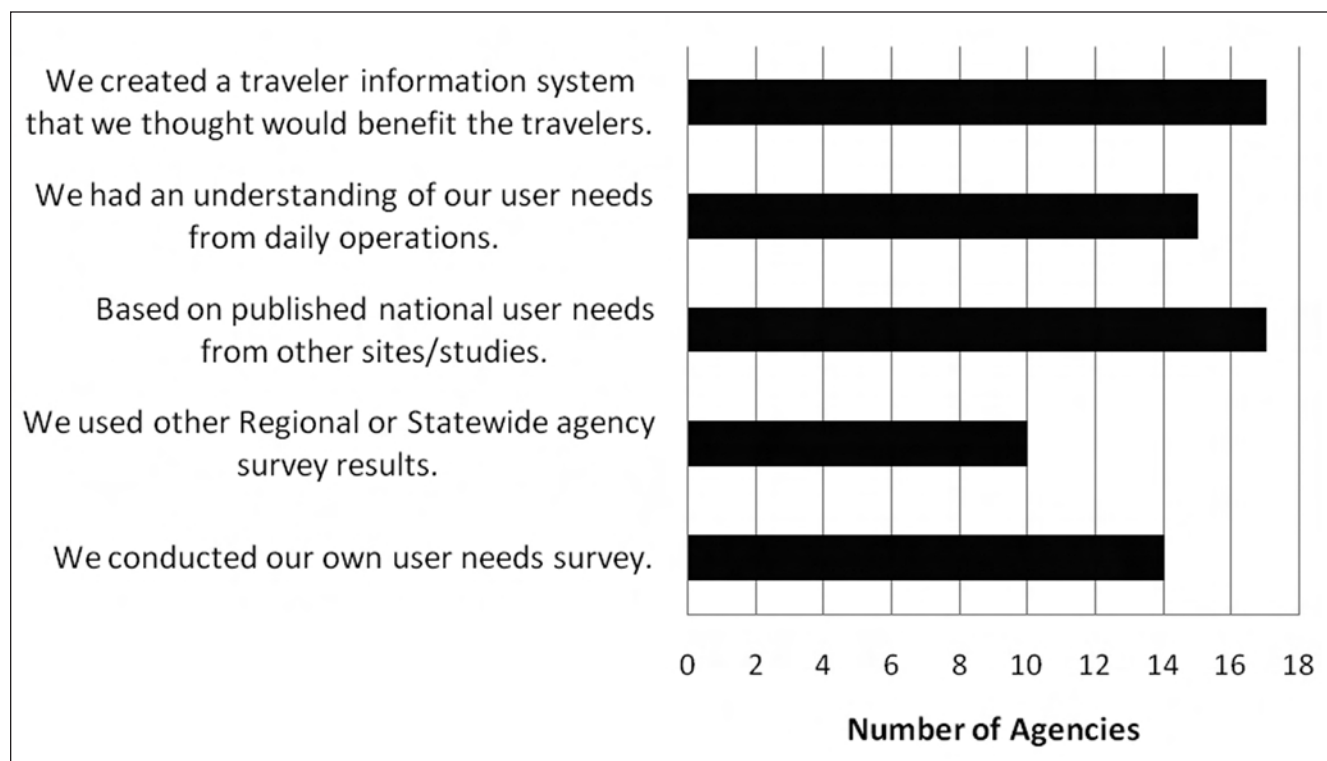 We created a traveler information system
that we thought would benefit the travelers.
We had an understanding of our user needs
from daily operations.
Based on published national user needs
from other sites/studies.
We used other Regional or Statewide agency
survey results.
We conducted our own user needs survey.
0 2 4 6 8 10 12 14 16 18
Number of Agencies